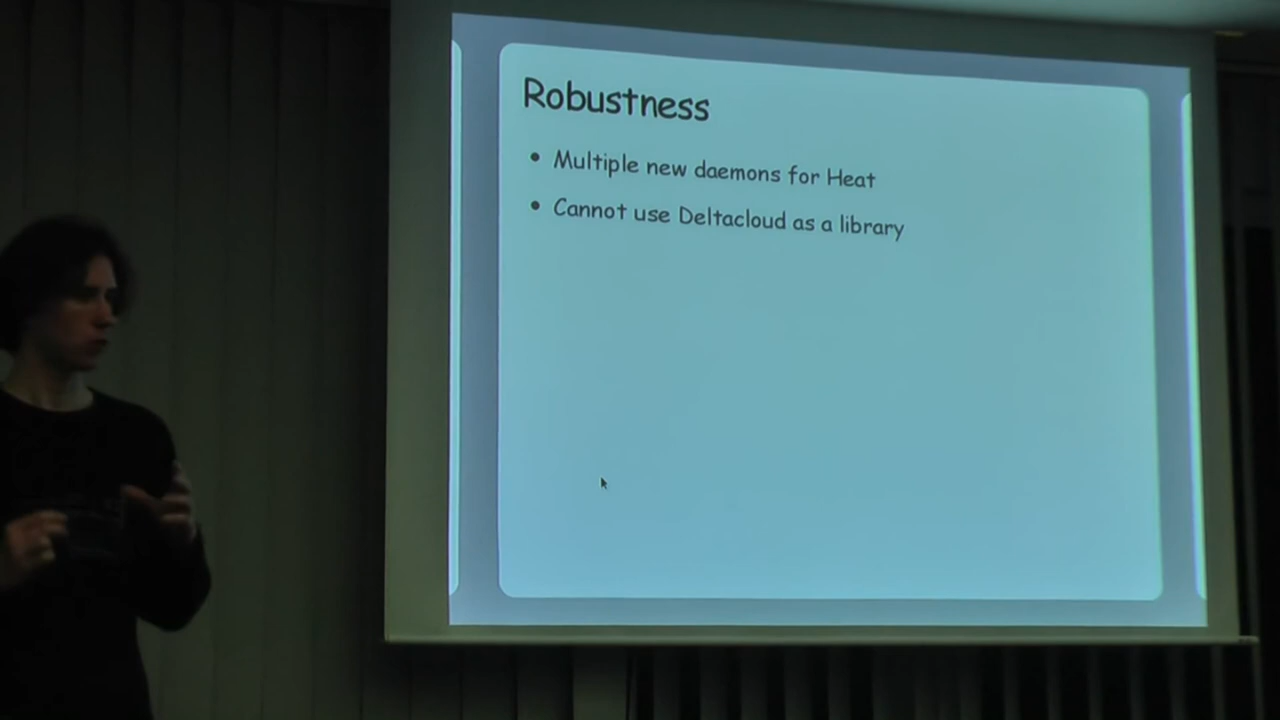 Robustness
• Multiple new daemons for Heat
• Cannot use Deltacloud as a library